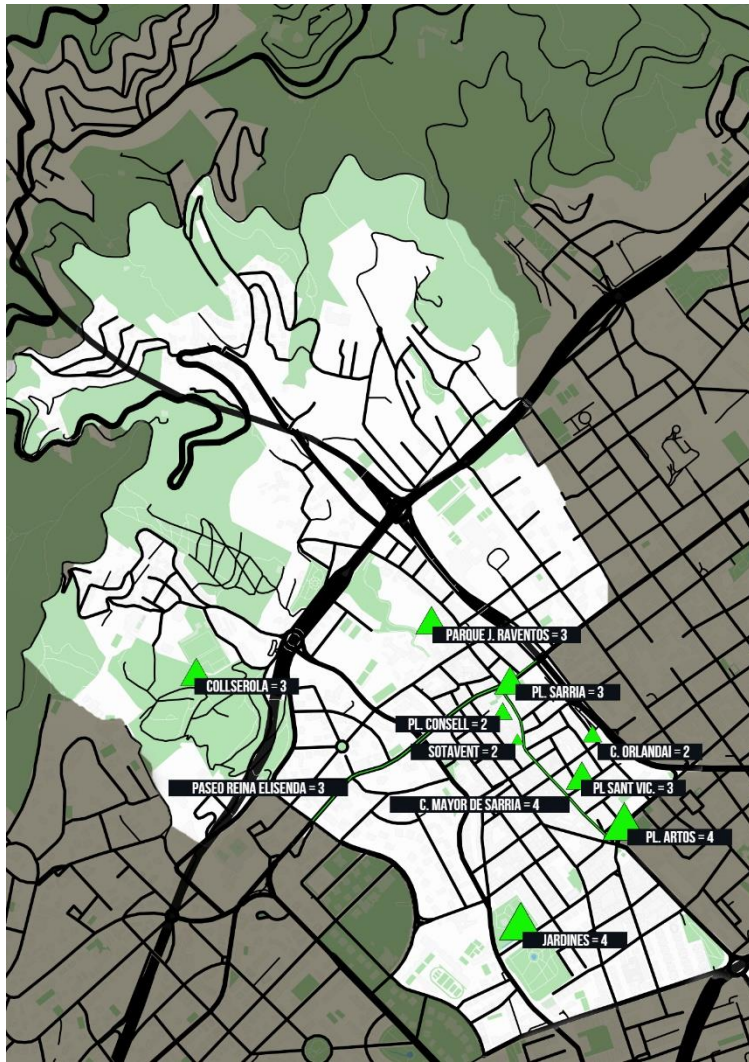 PARQUE J. RAVENTOS = 3
COLLSEROLA = 3
PL. SARRIA = 3
PL. CONSELL = 2
SOTAVENT = 2
C. ORLANDAI = 2
PASEO REINA ELISENDA = 3
PL SANT VIC. = 3
C. MAYOR DE SARRIA = 4
PL. ARTOS = 4
JARDINES = 4